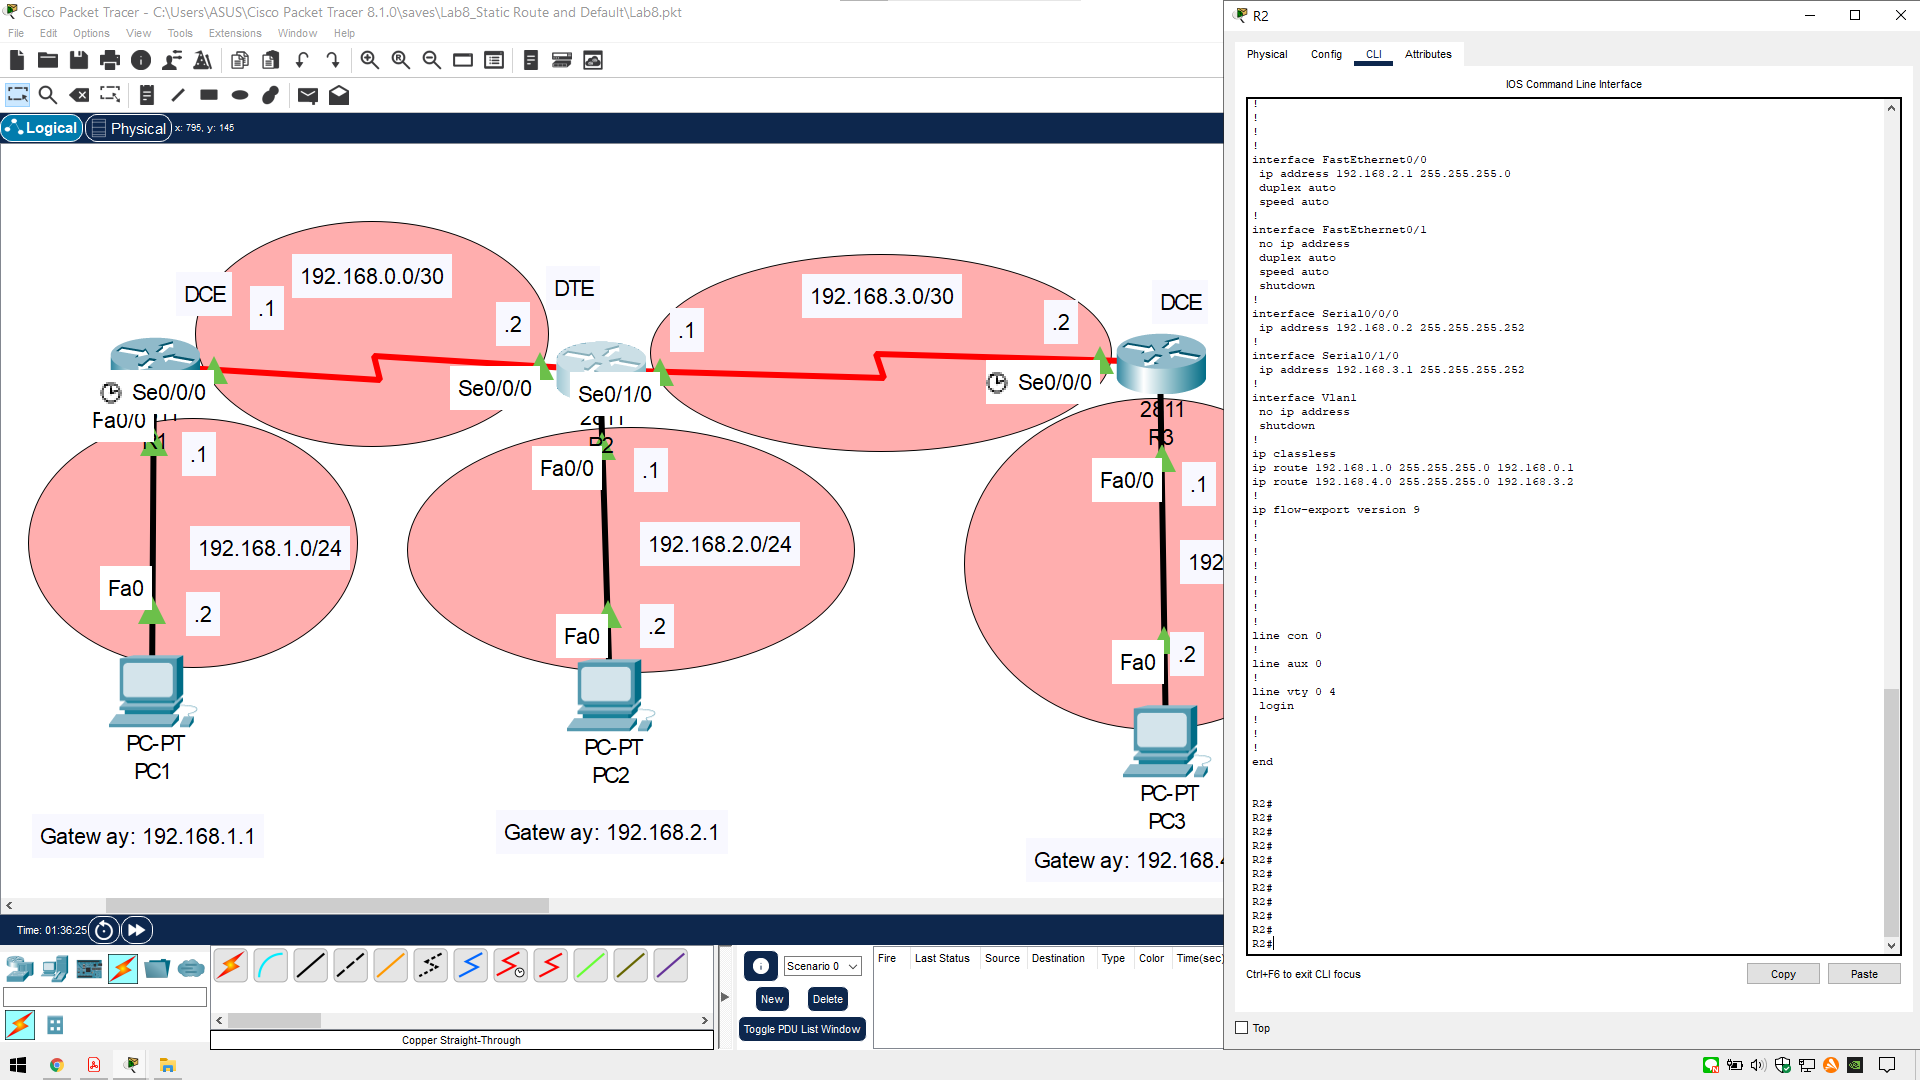 Cisco Packet Tracer - C:\Users\ASUS\Cisco Packet Tracer 8.1.0\saves\Lab8_Static Route and Default\Lab8.pkt
File Edit Options View Tools Extensions Window Help
Logical Physical x: 795, y: 145
192.168.0.0/30
DCE
.1
.2
DTE
192.168.3.0/30
.1
.2
DCE
Se0/0/0
Se0/0/0
Se0/1/0
Se0/0/0
Fa0/0
R1
2811
R2
2811
R3
.1
Fa0/0
.1
Fa0/0
.1
192.168.1.0/24
192.168.2.0/24
192
Fa0
.2
Fa0
.2
Fa0
.2
PC-PT
PC1
PC-PT
PC2
PC-PT
PC3
Gatew ay: 192.168.1.1
Gatew ay: 192.168.2.1
Gatew ay: 192.168.4
Time: 01:36:25
Scenario 0
New Delete
Toggle PDU List Window
Fire Last Status Source Destination Type Color Time(sec)
Copper Straight-Through
R2
Physical Config CLI Attributes
IOS Command Line Interface
!
!
!
!
interface FastEthernet0/0
ip address 192.168.2.1 255.255.255.0
duplex auto
speed auto
!
interface FastEthernet0/1
no ip address
duplex auto
speed auto
shutdown
!
interface Serial0/0/0
ip address 192.168.0.2 255.255.255.252
!
interface Serial0/1/0
ip address 192.168.3.1 255.255.255.252
!
interface Vlan1
no ip address
shutdown
!
ip classless
ip route 192.168.1.0 255.255.255.0 192.168.0.1
ip route 192.168.4.0 255.255.255.0 192.168.3.2
!
ip flow-export version 9
!
!
!
!
!
!
!
!
line con 0
!
line aux 0
!
line vty 0 4
login
!
!
!
end
R2#
R2#
R2#
R2#
R2#
R2#
R2#
R2#
R2#
R2#
R2#
Ctrl+F6 to exit CLI focus
Copy Paste
Top